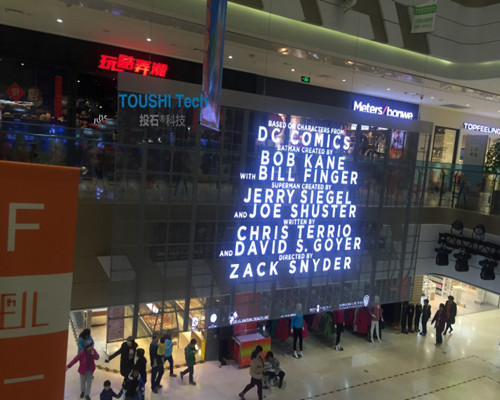 玩酷弄潮
TOUSHI Tech
投石®科技
Meters/bonwe
TOPFEELING
BASED ON CHARACTERS FROM
DC COMICS
BATMAN CREATED BY
BOB KANE
WITH BILL FINGER
SUPERMAN CREATED BY
JERRY SIEGEL
AND JOE SHUSTER
WRITTEN BY
CHRIS TERRIO
AND DAVID S. GOYER
DIRECTED BY
ZACK SNYDER
F